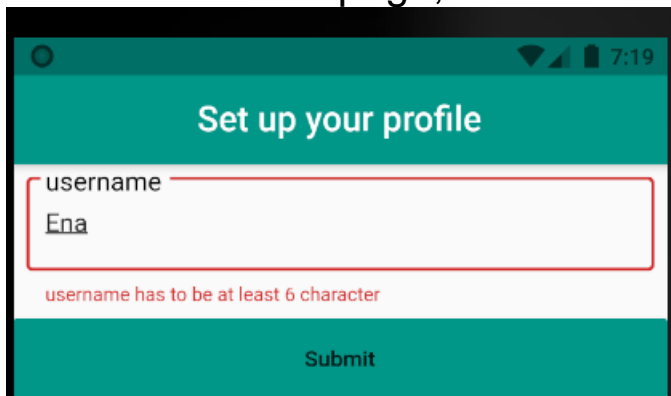 7:19
Set up your profile
username
Ena
username has to be at least 6 character
Submit